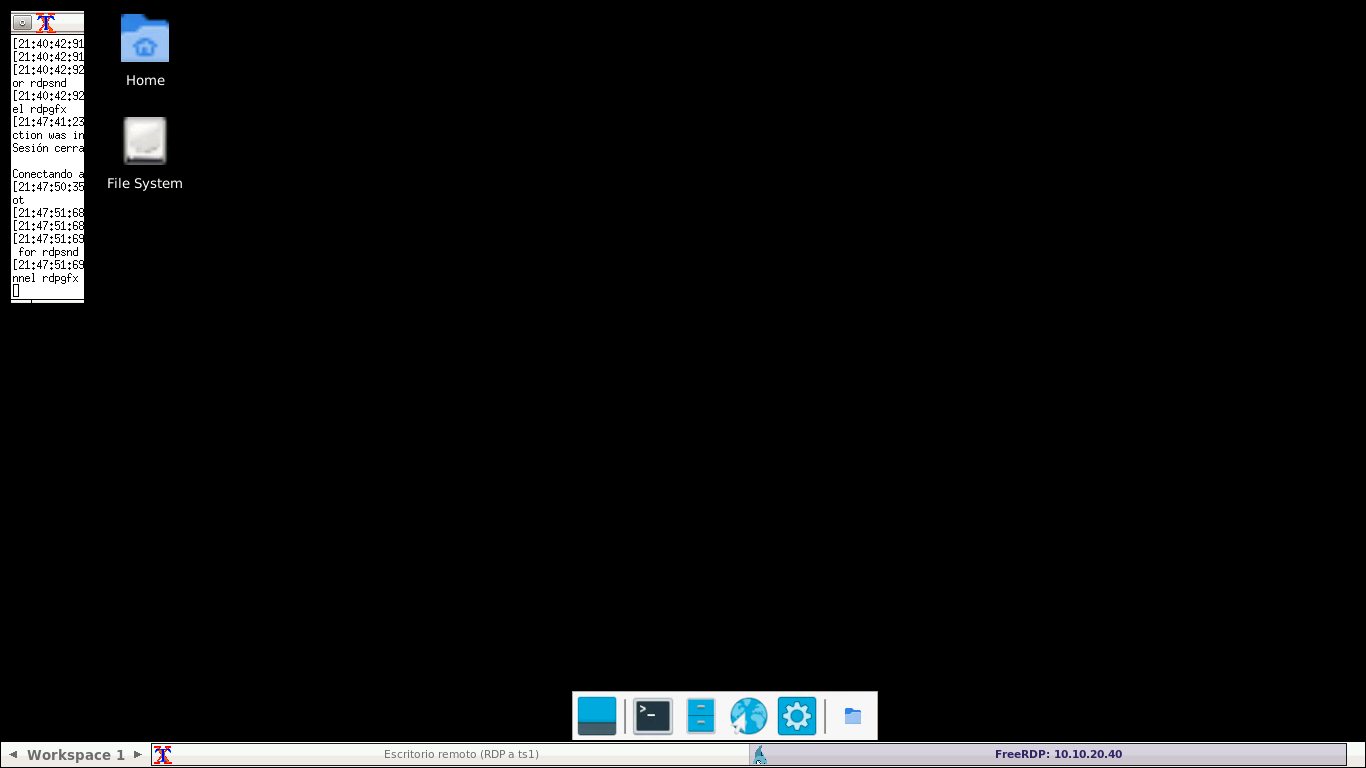 [21:40:42:91
[21:40:42:91
[21:40:42:92
or rdpsnd
[21:40:42:92
el rdpgfx
[21:47:41:23
ction was in
Sesión cerra
Conectando a
[21:47:50:35
ot
[21:47:51:68
[21:47:51:68
[21:47:51:69
for rdpsnd
[21:47:51:69
nnel rdpgfx
Home
File System
>_
Workspace 1
Escritorio remoto (RDP a ts1)
FreeRDP: 10.10.20.40